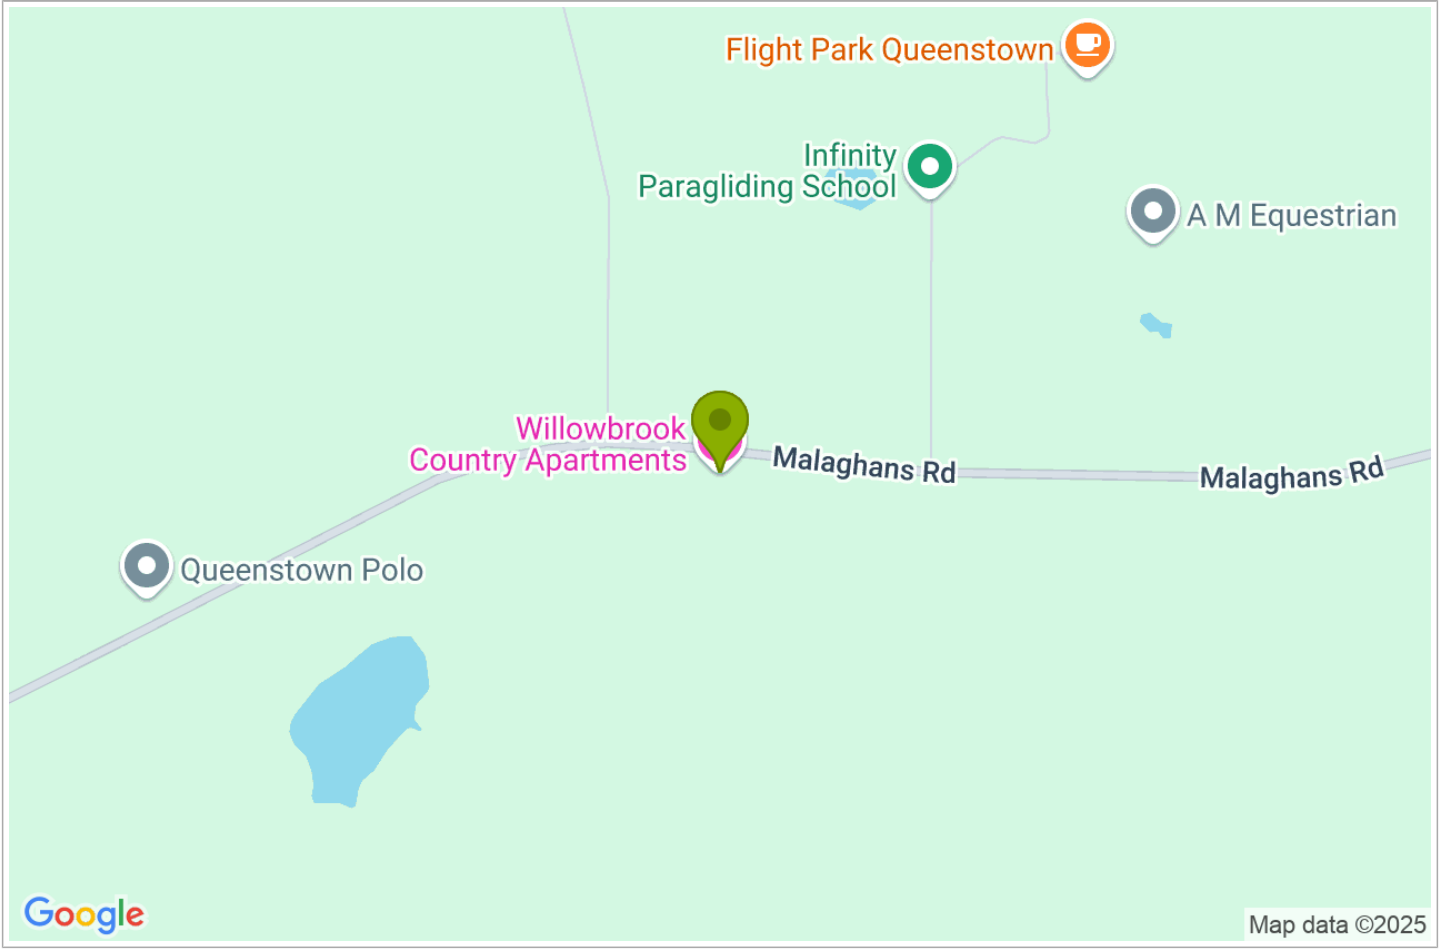 Flight Park Queenstown
Infinity
Paragliding School
A M Equestrian
Willowbrook
Country Apartments
Malaghans Rd
Malaghans Rd
Queenstown Polo
Google
Map data ©2025